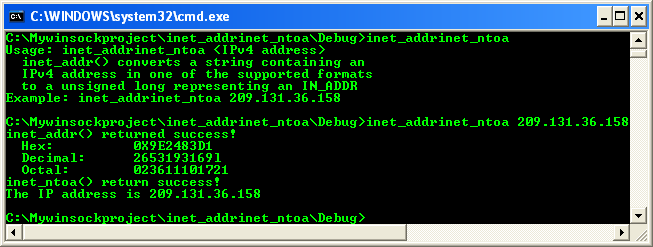 C:\WINDOWS\system32\cmd.exe
C:\Mywinsockproject\inet_addrinet_ntoa\Debug>inet_addrinet_ntoa
Usage: inet_addrinet_ntoa <IPv4 address>
  inet_addr() converts a string containing an
  IPv4 address in one of the supported formats
  to a unsigned long representing an IN_ADDR
Example: inet_addrinet_ntoa 209.131.36.158
C:\Mywinsockproject\inet_addrinet_ntoa\Debug>inet_addrinet_ntoa 209.131.36.158
inet_addr() returned success!
  Hex:          0X9E2483D1
  Decimal:      2653193169l
  Octal:        023611101721
inet_ntoa() return success!
The IP address is 209.131.36.158
C:\Mywinsockproject\inet_addrinet_ntoa\Debug>